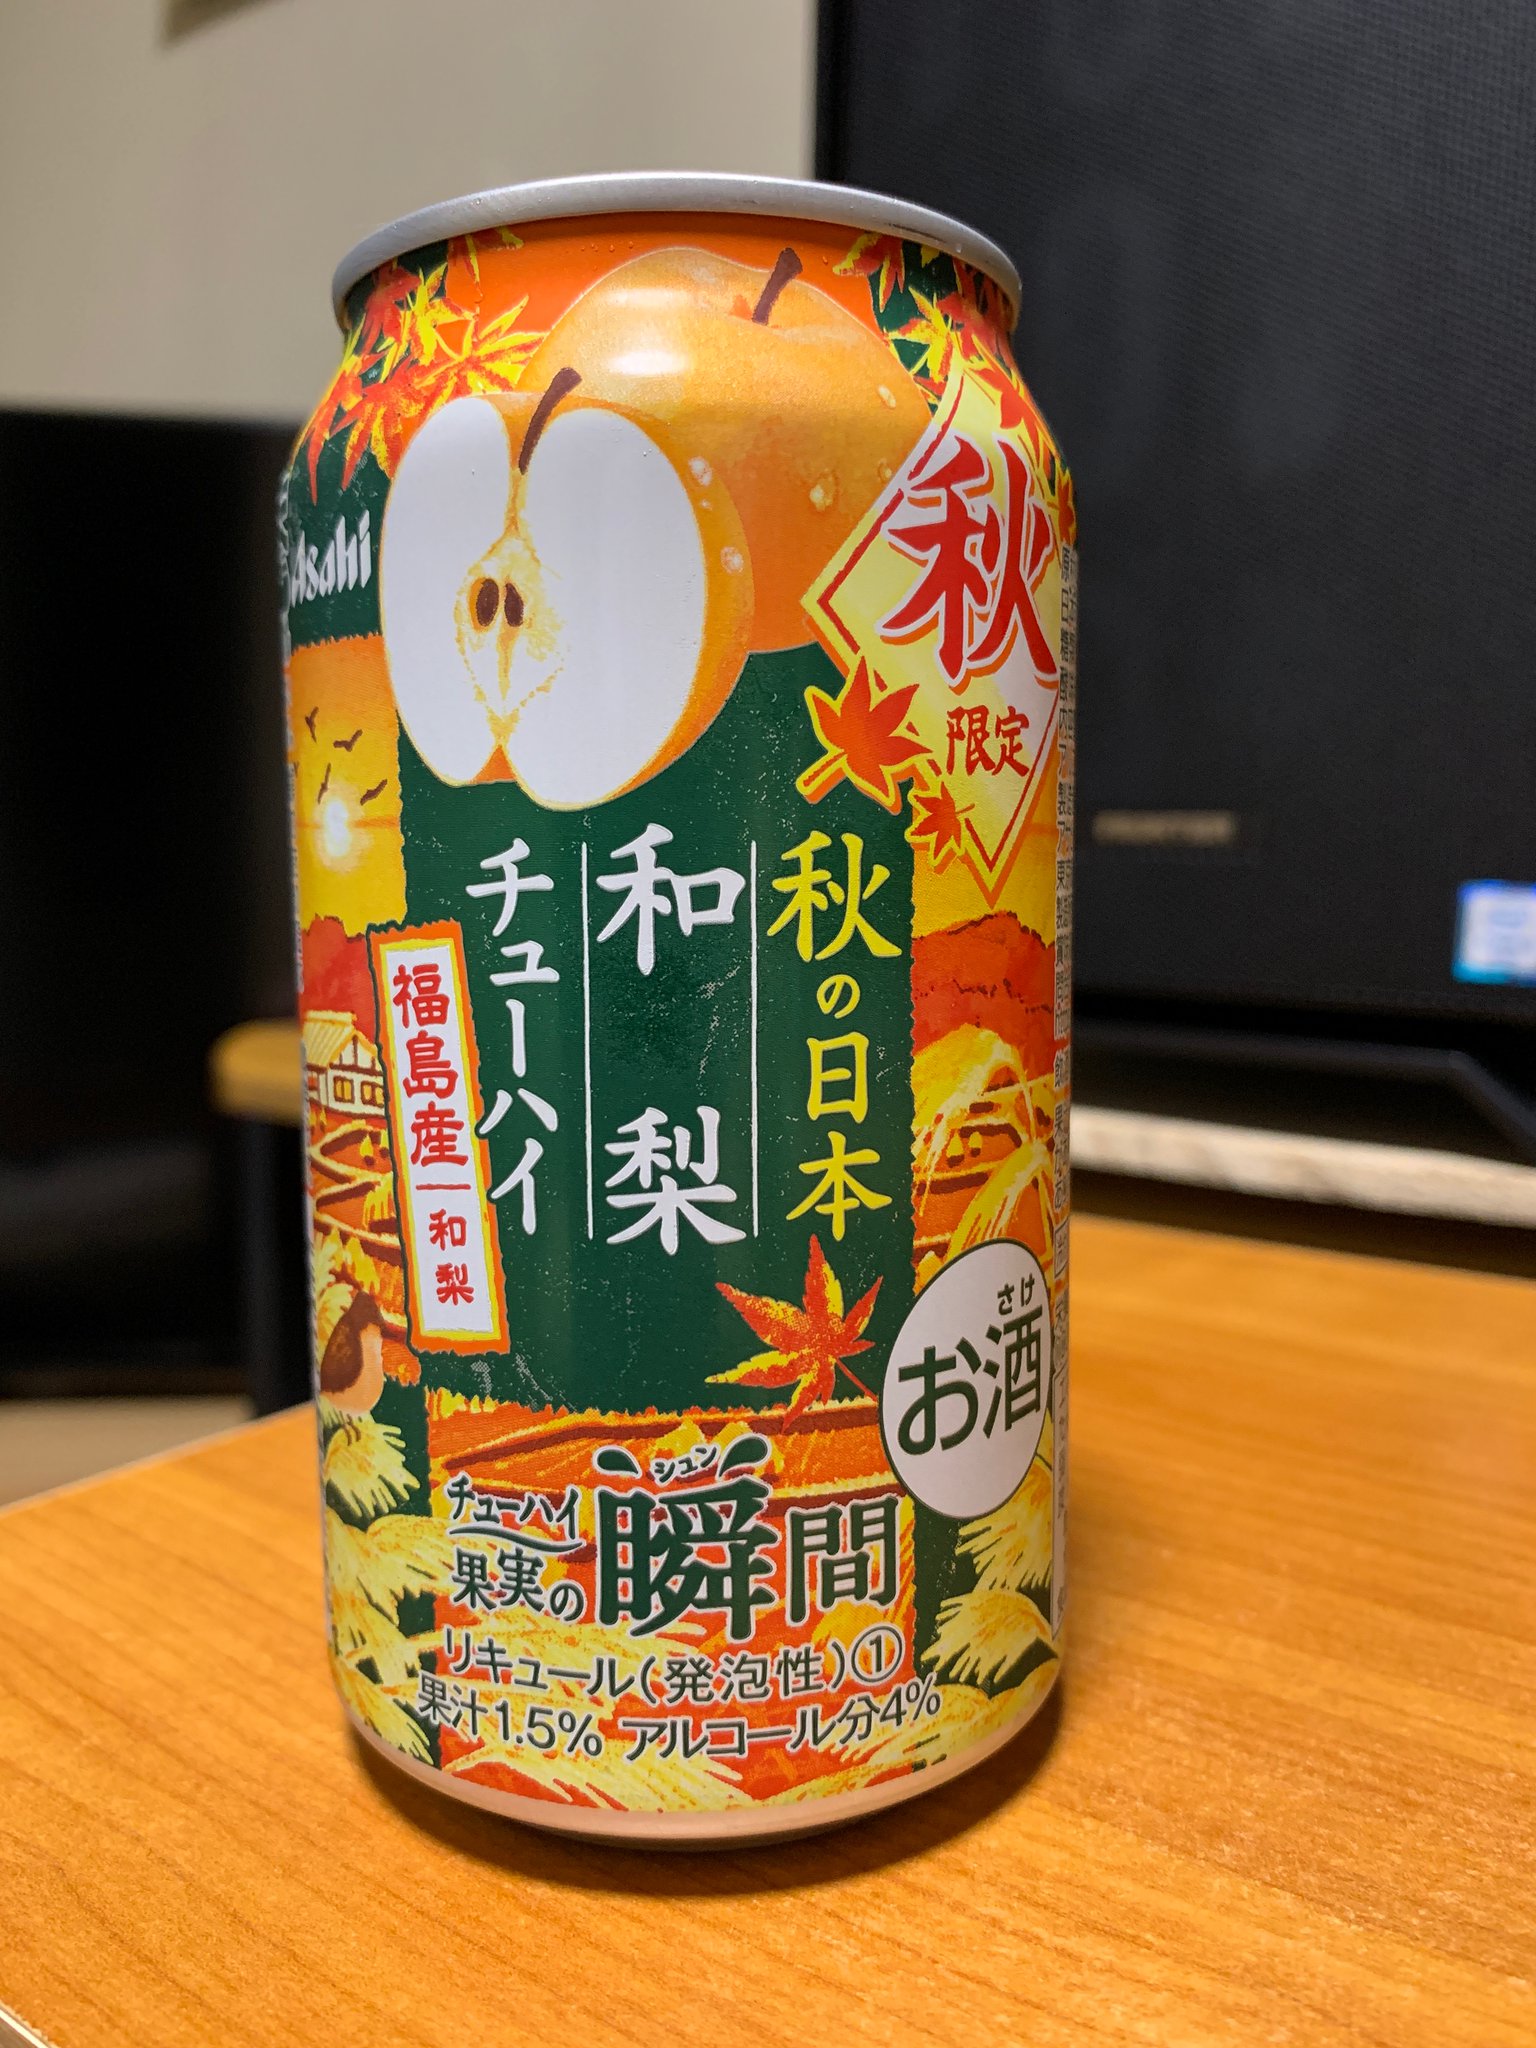 Asahi
秋
限定
秋の日本
和梨
チューハイ
福島産 和梨
さけ
お酒
シュン
チューハイ
果実の瞬間
リキュール(発泡性)①
果汁1.5% アルコール分4%